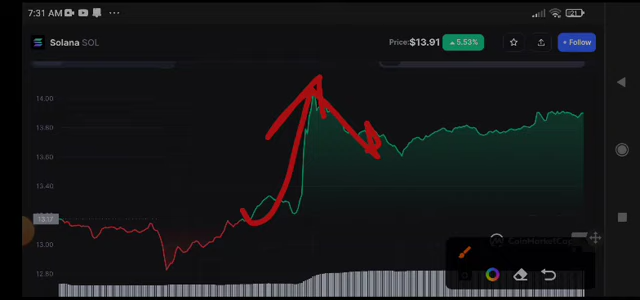 7:31 AM
21
Solana SOL
Price:$13.91
5.53%
+ Follow
14.00
13.80
13.60
13.40
13.17
13.00
12.80
CoinMarketCap